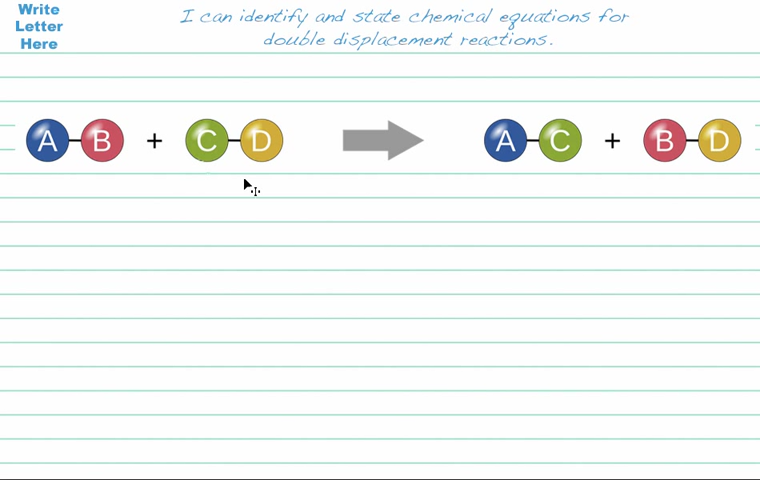 Write
Letter
Here
I can identify and state chemical equations for
double displacement reactions.
A B + C D A C + B D